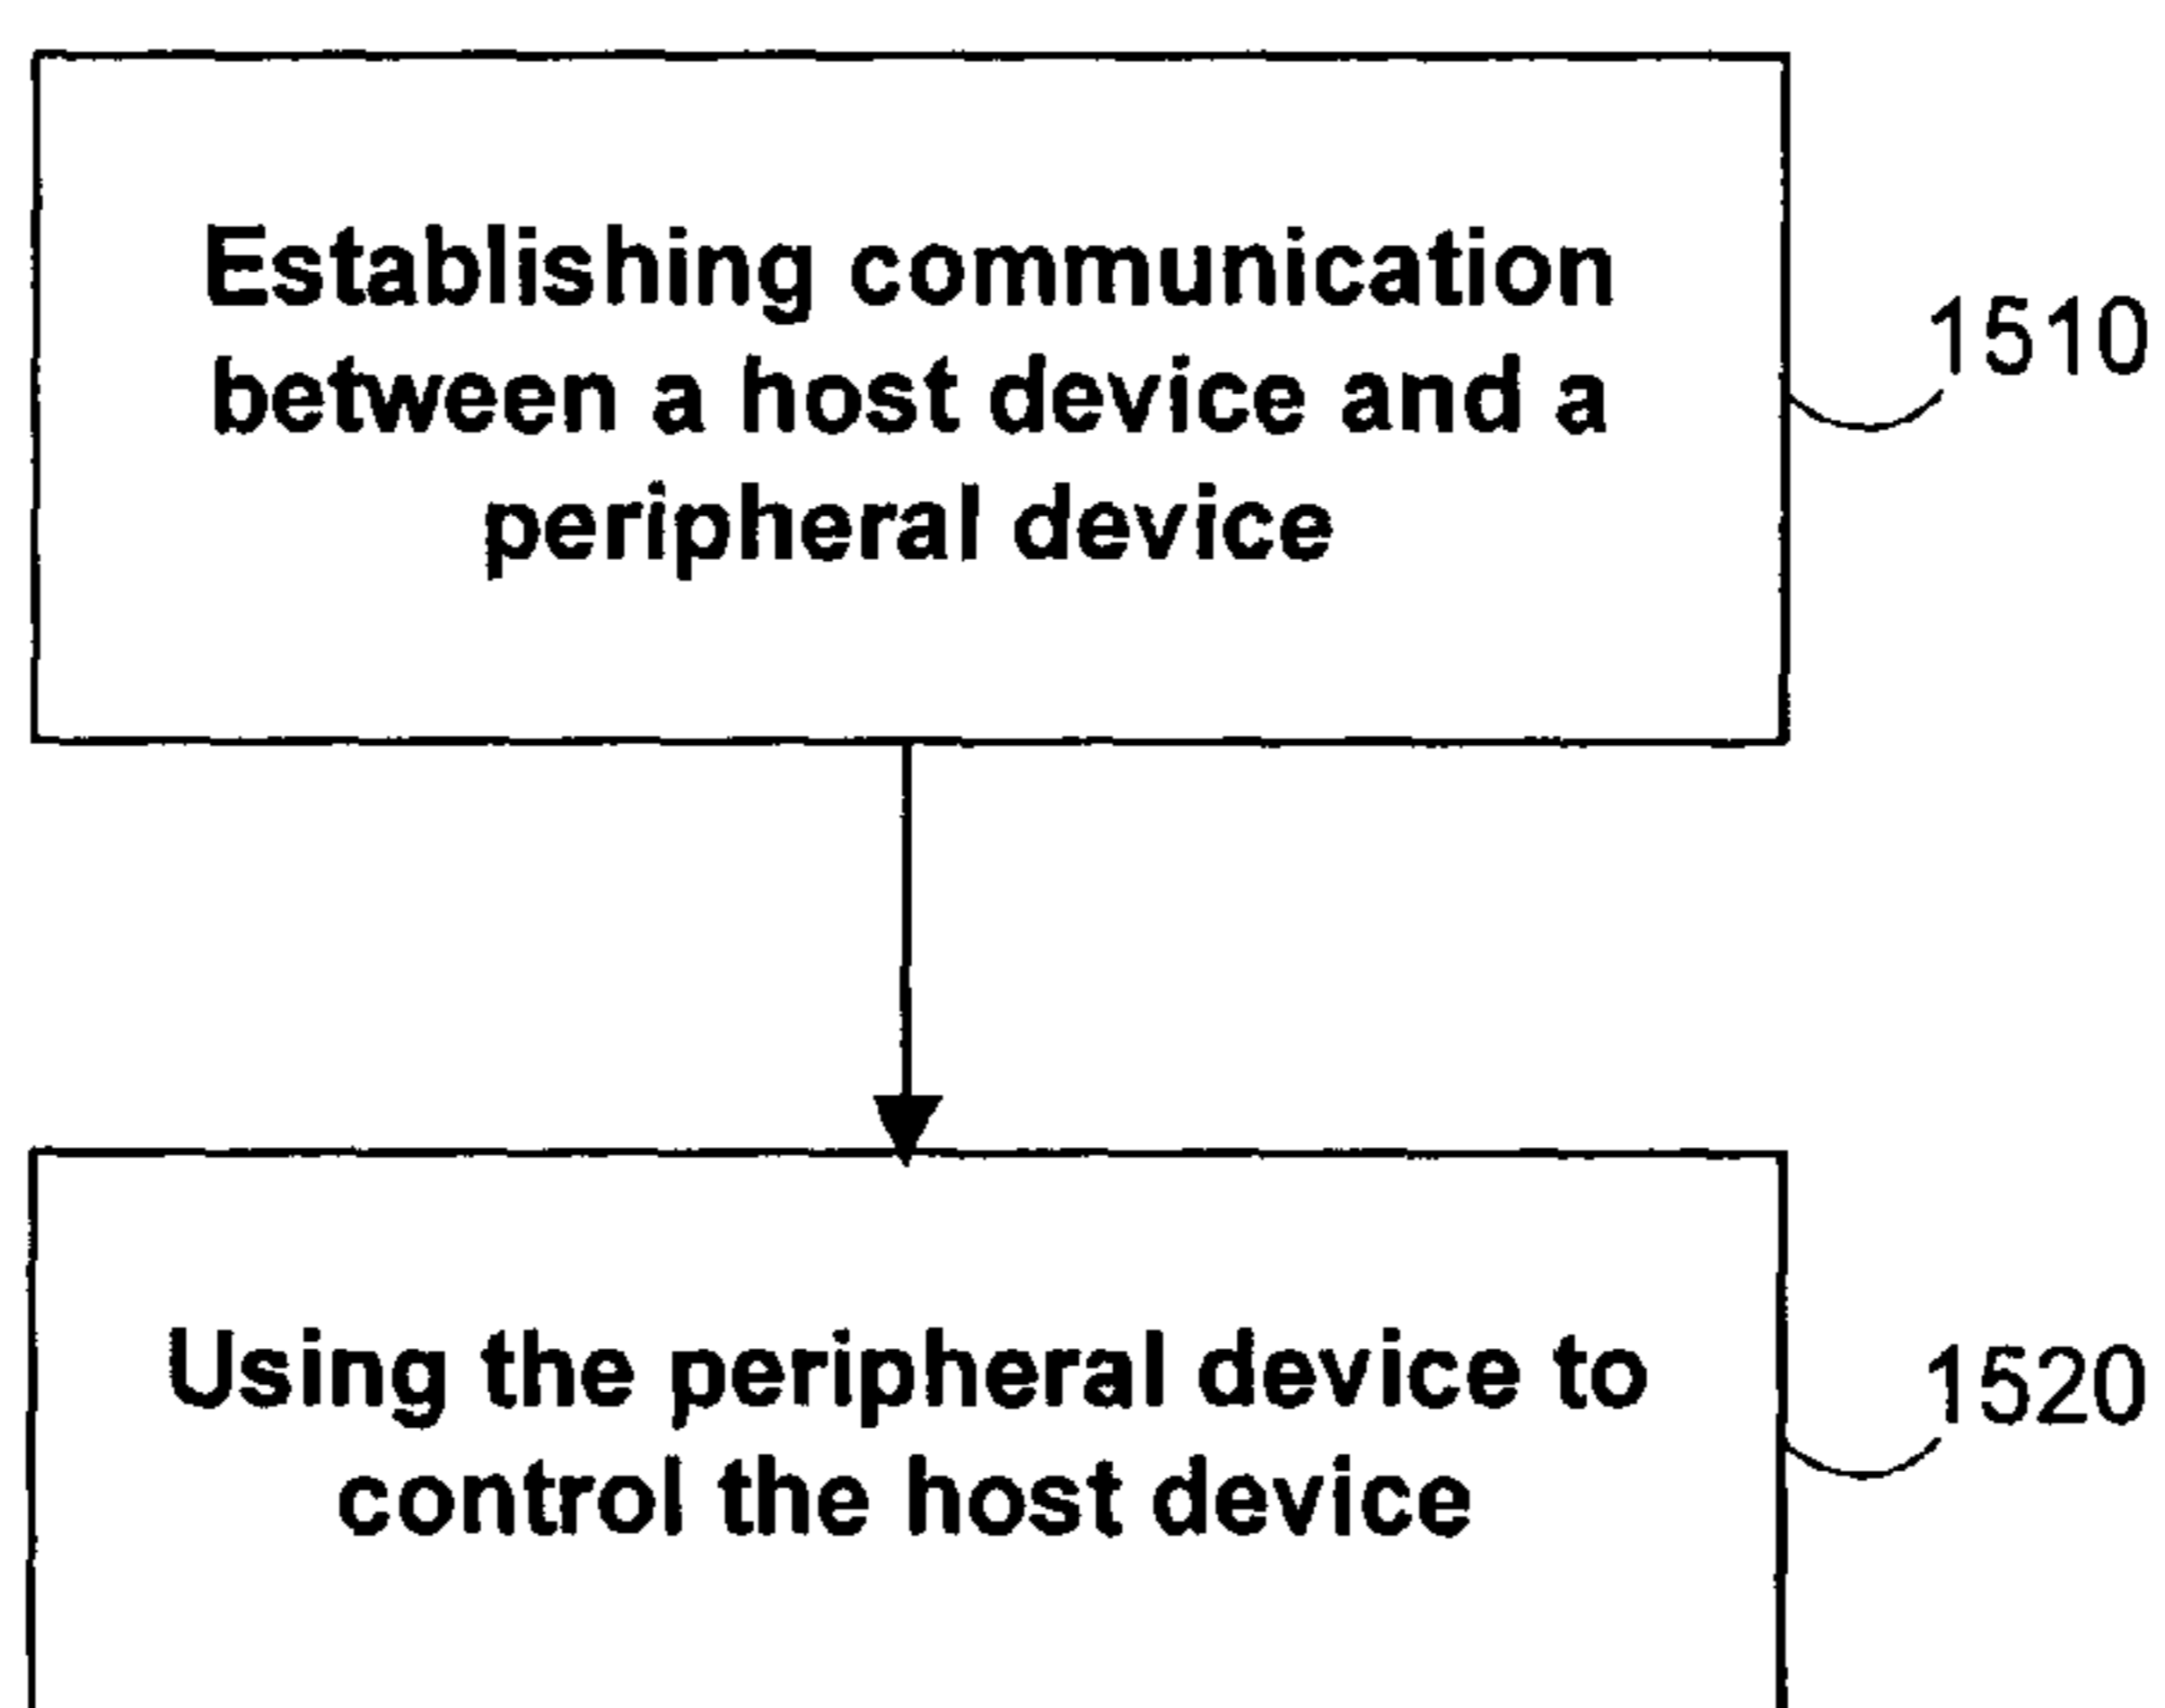 Establishing communication
between a host device and a
peripheral device
1510
Using the peripheral device to
control the host device
1520